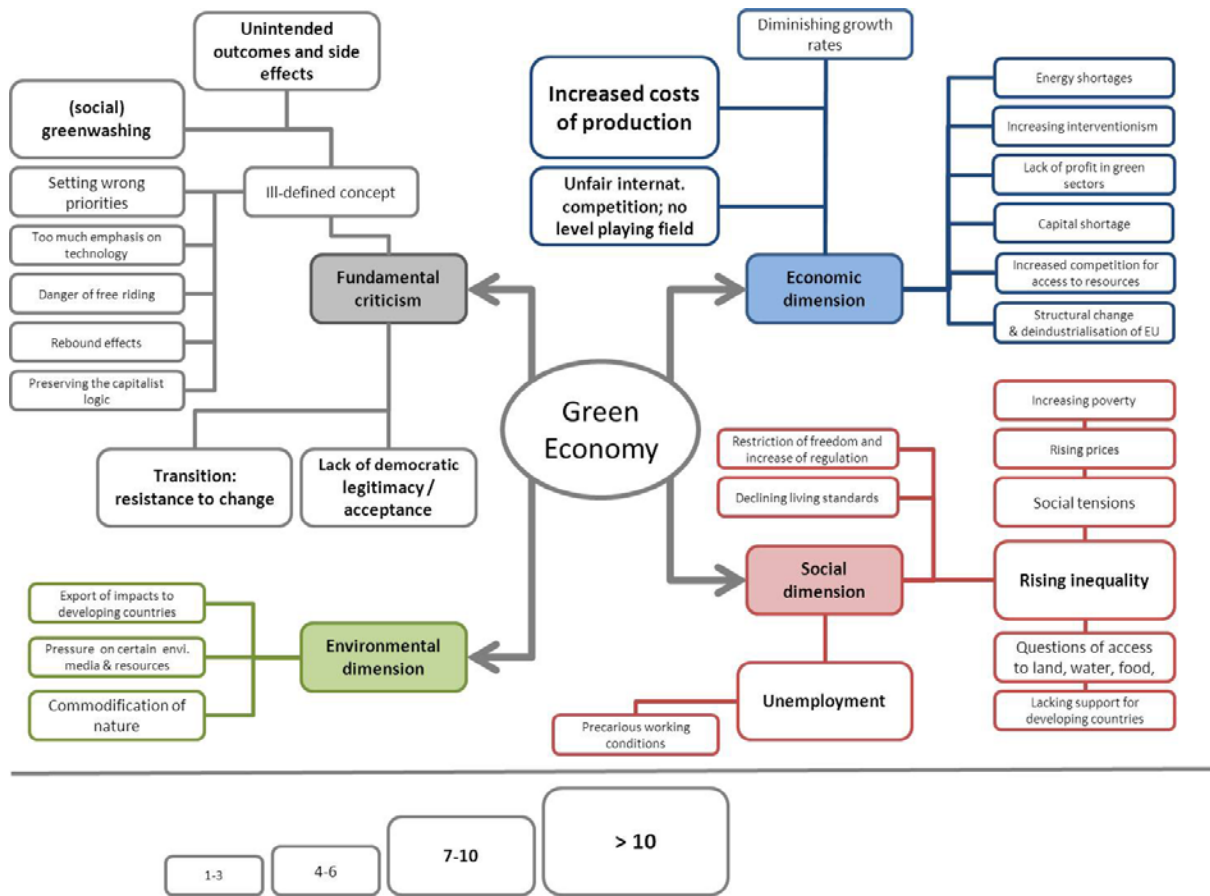 Unintended
outcomes and side
effects
(social)
greenwashing
Setting wrong
priorities
Ill-defined concept
Too much emphasis on
technology
Danger of free riding
Rebound effects
Preserving the capitalist
logic
Fundamental
criticism
Transition:
resistance to change
Lack of democratic
legitimacy /
acceptance
Diminishing growth
rates
Increased costs
of production
Unfair internat.
competition; no
level playing field
Economic
dimension
Energy shortages
Increasing interventionism
Lack of profit in green
sectors
Capital shortage
Increased competition for
access to resources
Structural change
& deindustrialisation of EU
Green
Economy
Export of impacts to
developing countries
Pressure on certain envi.
media & resources
Commodification of
nature
Environmental
dimension
Restriction of freedom and
increase of regulation
Declining living standards
Social
dimension
Unemployment
Precarious working
conditions
Increasing poverty
Rising prices
Social tensions
Rising inequality
Questions of access
to land, water, food,
Lacking support for
developing countries
1-3
4-6
7-10
> 10